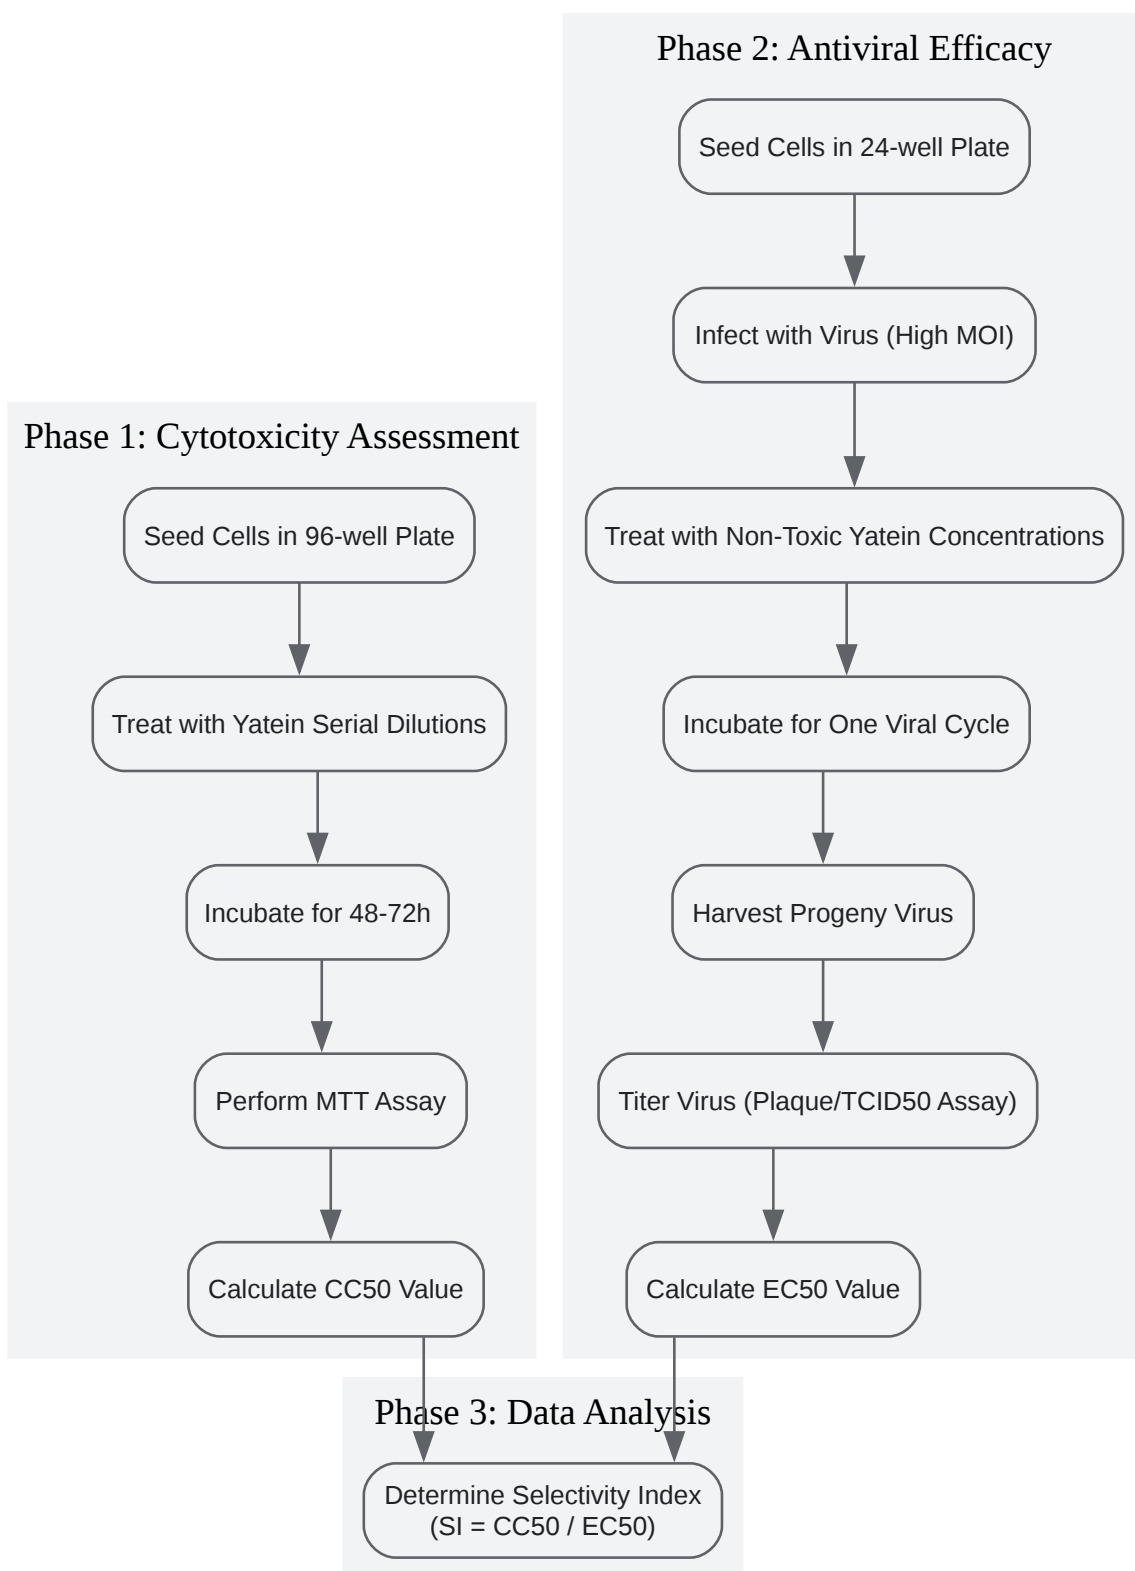 Phase 2: Antiviral Efficacy
Seed Cells in 24-well Plate
Infect with Virus (High MOI)
Treat with Non-Toxic Yatein Concentrations
Incubate for One Viral Cycle
Harvest Progeny Virus
Titer Virus (Plaque/TCID50 Assay)
Calculate EC50 Value
Phase 1: Cytotoxicity Assessment
Seed Cells in 96-well Plate
Treat with Yatein Serial Dilutions
Incubate for 48-72h
Perform MTT Assay
Calculate CC50 Value
Phase 3: Data Analysis
Determine Selectivity Index
(SI = CC50 / EC50)